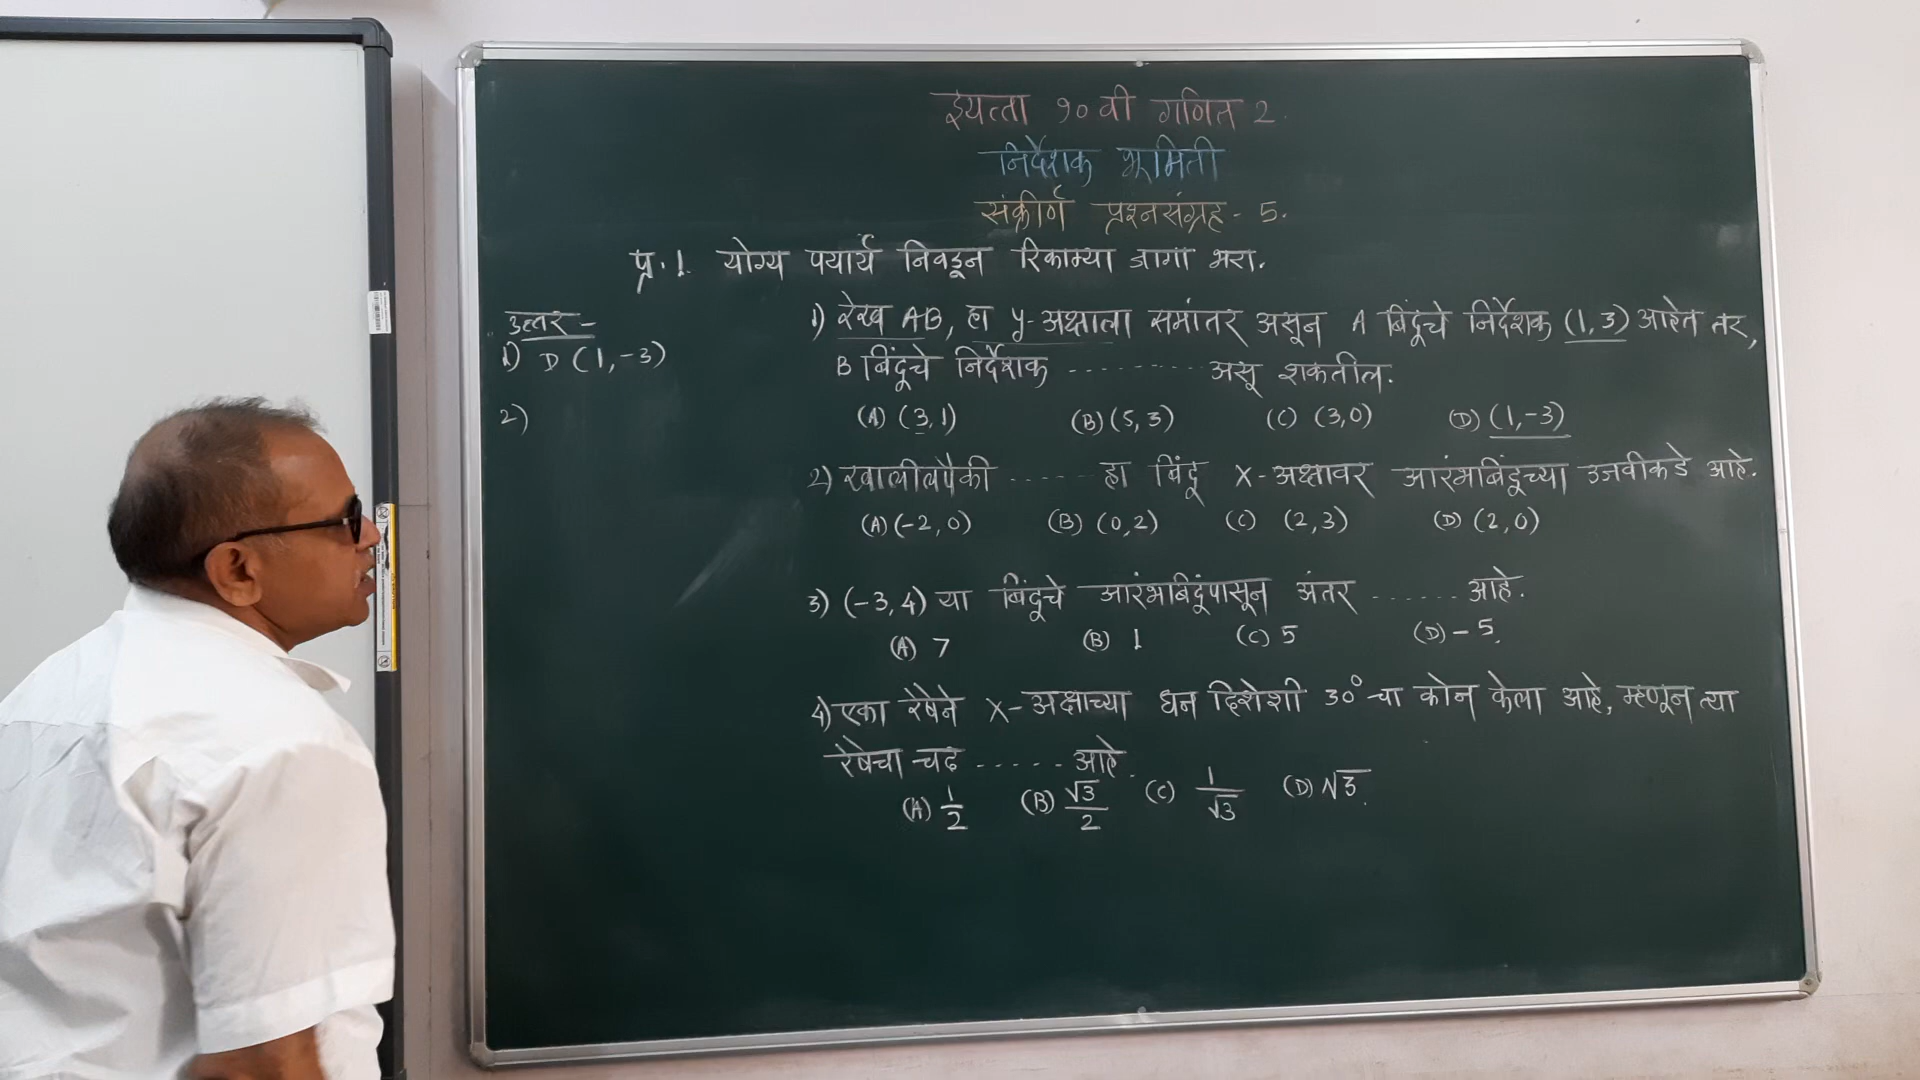 इयत्ता १० वी गणित 2.
निर्देशक भूमिती
संकीर्ण प्रश्नसंग्रह - 5.
प्र. 1. योग्य पर्याय निवडून रिकाम्या जागा भरा.
उत्तर -
1) D (1, -3)
2)
1) रेख AB, हा y-अक्षाला समांतर असून A बिंदूचे निर्देशक (1, 3) आहेत तर,
B बिंदूचे निर्देशक --------- असू शकतील.
(A) (3, 1) (B) (5, 3) (C) (3, 0) (D) (1, -3)
2) खालीलपैकी ------ हा बिंदू X-अक्षावर आरंभबिंदूच्या उजवीकडे आहे.
(A) (-2, 0) (B) (0, 2) (C) (2, 3) (D) (2, 0)
3) (-3, 4) या बिंदूचे आरंभबिंदूपासून अंतर ------ आहे.
(A) 7 (B) 1 (C) 5 (D) -5.
4) एका रेषेने X-अक्षाच्या धन दिशेशी 30° चा कोन केला आहे, म्हणून त्या
रेषेचा चढ ----- आहे.
(A) 1/2 (B) √3/2 (C) 1/√3 (D) √3.